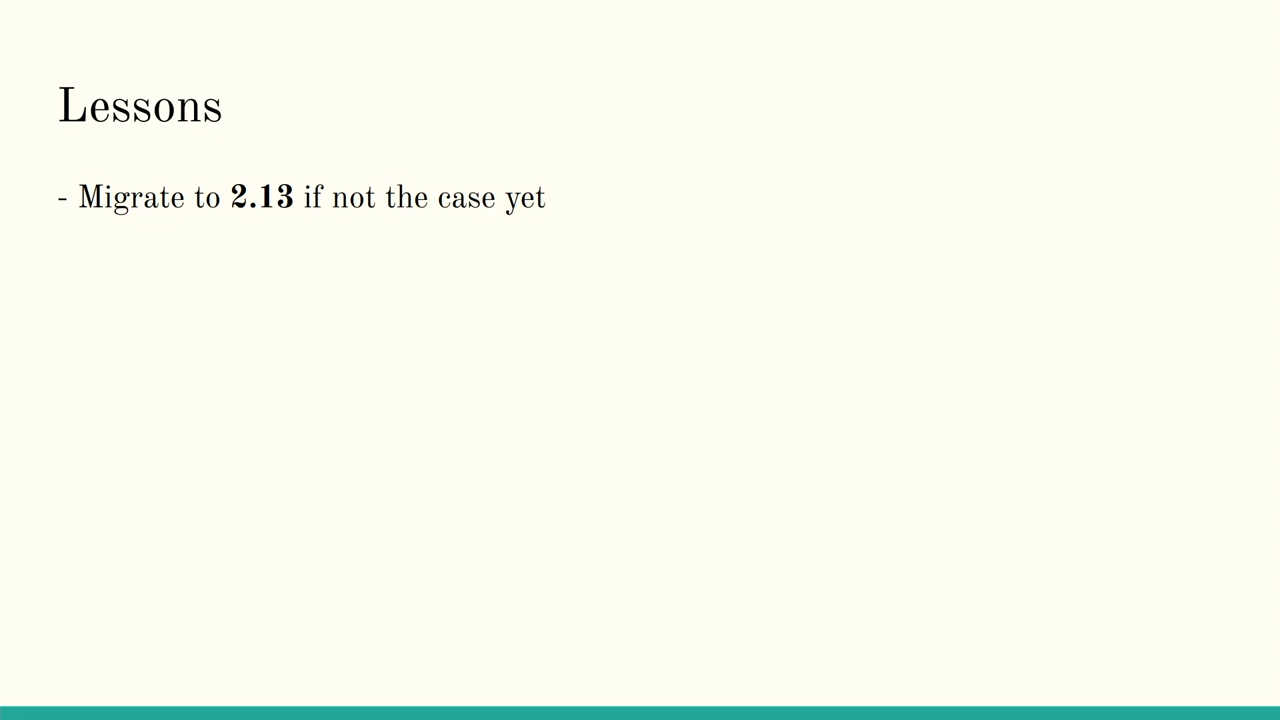 Lessons
- Migrate to 2.13 if not the case yet